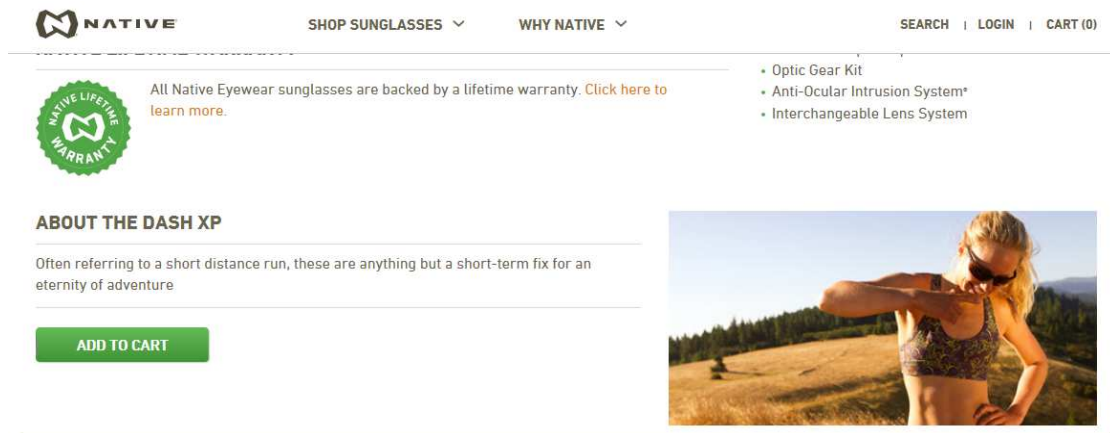 NATIVE
SHOP SUNGLASSES
WHY NATIVE
SEARCH | LOGIN | CART (0)
All Native Eyewear sunglasses are backed by a lifetime warranty. Click here to
learn more.
NATIVE LIFETIME
WARRANTY
• Optic Gear Kit
• Anti-Ocular Intrusion System®
• Interchangeable Lens System
ABOUT THE DASH XP
Often referring to a short distance run, these are anything but a short-term fix for an
eternity of adventure
ADD TO CART